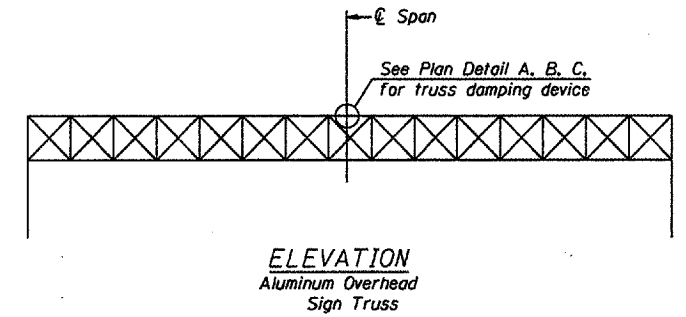 ℄ Span
See Plan Detail A, B, C,
for truss damping device
ELEVATION
Aluminum Overhead
Sign Truss